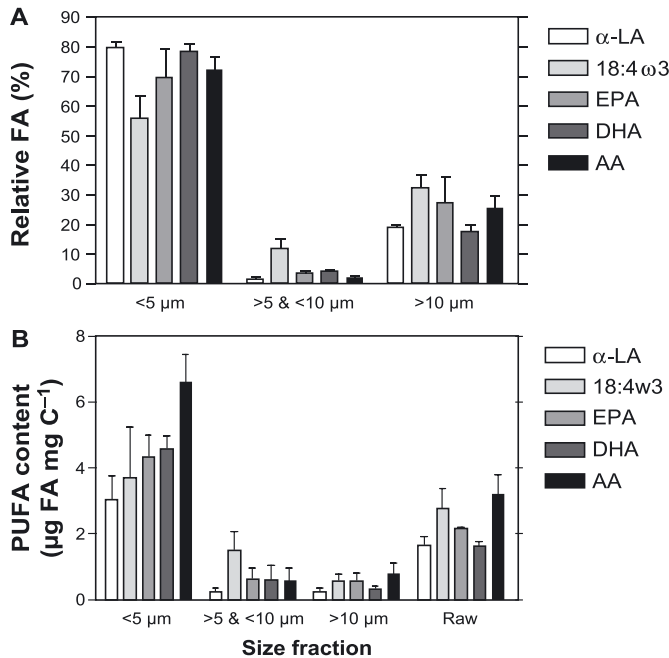 A
Relative FA (%)
90
80
70
60
50
40
30
20
10
0
<5 µm
>5 & <10 µm
>10 µm
α-LA
18:4 ω3
EPA
DHA
AA
B
PUFA content
(µg FA mg C⁻¹)
8
6
4
2
0
<5 µm
>5 & <10 µm
>10 µm
Raw
Size fraction
α-LA
18:4w3
EPA
DHA
AA